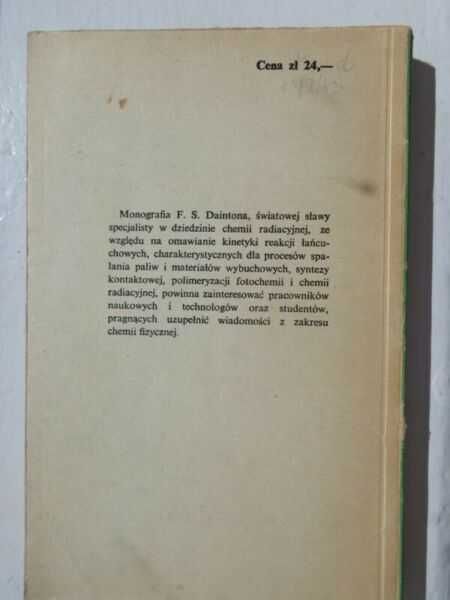 Cena zł 24,—
Monografia F. S. Daintona, światowej sławy
specjalisty w dziedzinie chemii radiacyjnej, ze
względu na omawianie kinetyki reakcji łańcu-
chowych, charakterystycznych dla procesów spa-
lania paliw i materiałów wybuchowych, syntezy
kontaktowej, polimeryzacji fotochemii i chemii
radiacyjnej, powinna zainteresować pracowników
naukowych i technologów oraz studentów,
pragnących uzupełnić wiadomości z zakresu
chemii fizycznej.